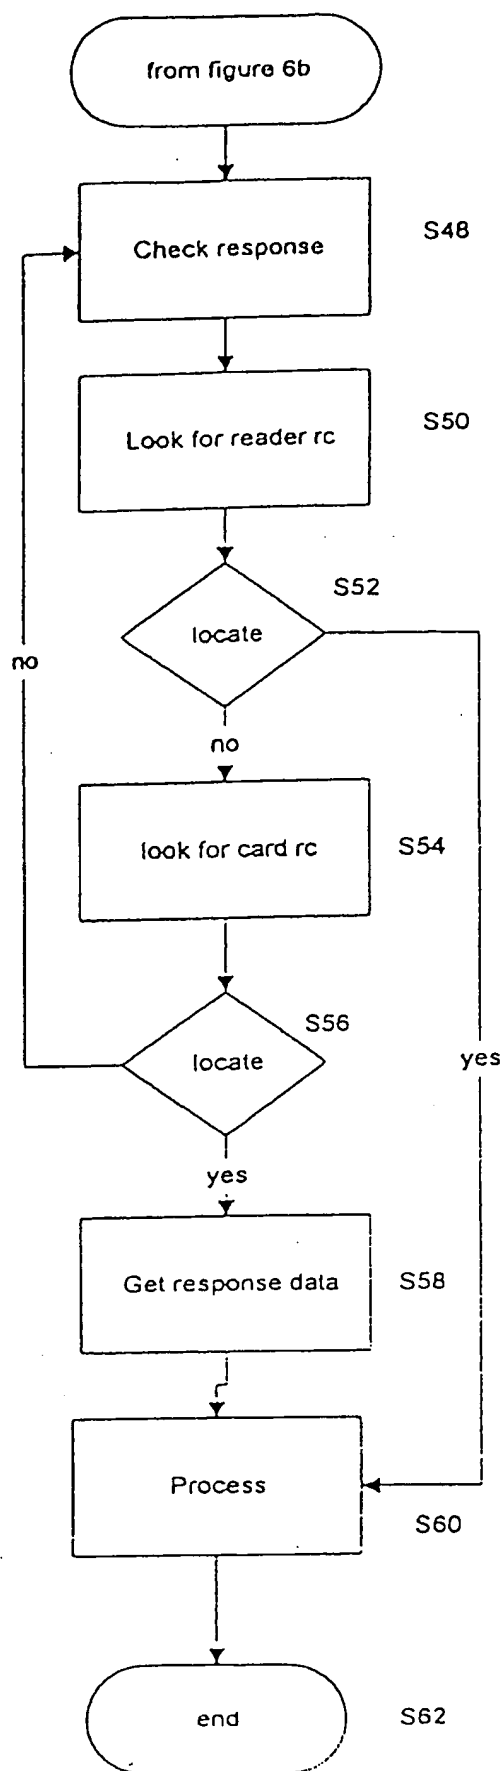 from figure 6b
Check response
S48
Look for reader rc
S50
S52
locate
no
no
look for card rc
S54
S56
locate
yes
yes
Get response data
S58
Process
S60
end
S62